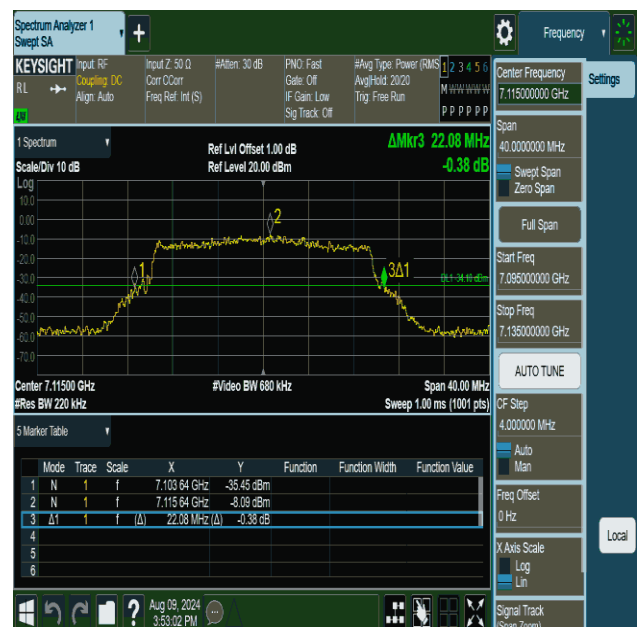 Spectrum Analyzer 1
Swept SA
+
Frequency
KEYSIGHT
RL
LXI
Input: RF
Coupling: DC
Align: Auto
Input Z: 50 Ω
Corr CCorr
Freq Ref: Int (S)
#Atten: 30 dB
PNO: Fast
Gate: Off
IF Gain: Low
Sig Track: Off
#Avg Type: Power (RMS
Avg|Hold: 20/20
Trig: Free Run
1 2 3 4 5 6
M W W W W W
P P P P P P
1 Spectrum
Scale/Div 10 dB
Ref Lvl Offset 1.00 dB
Ref Level 20.00 dBm
ΔMkr3 22.08 MHz
-0.38 dB
Log
10.0
0.00
-10.0
-20.0
-30.0
-40.0
-50.0
-60.0
-70.0
1
2
3Δ1
DL1 -34.10 dBm
Center 7.11500 GHz
#Video BW 680 kHz
Span 40.00 MHz
#Res BW 220 kHz
Sweep 1.00 ms (1001 pts)
5 Marker Table
Mode Trace Scale X Y Function Function Width Function Value
1 N 1 f 7.103 64 GHz -35.45 dBm
2 N 1 f 7.115 64 GHz -8.09 dBm
3 Δ1 1 f (Δ) 22.08 MHz (Δ) -0.38 dB
4
5
6
Aug 09, 2024
3:53:02 PM
?
Center Frequency
7.115000000 GHz
Settings
Span
40.0000000 MHz
Swept Span
Zero Span
Full Span
Start Freq
7.095000000 GHz
Stop Freq
7.135000000 GHz
AUTO TUNE
CF Step
4.000000 MHz
Auto
Man
Freq Offset
0 Hz
X Axis Scale
Log
Lin
Local
Signal Track
(Span Zoom)